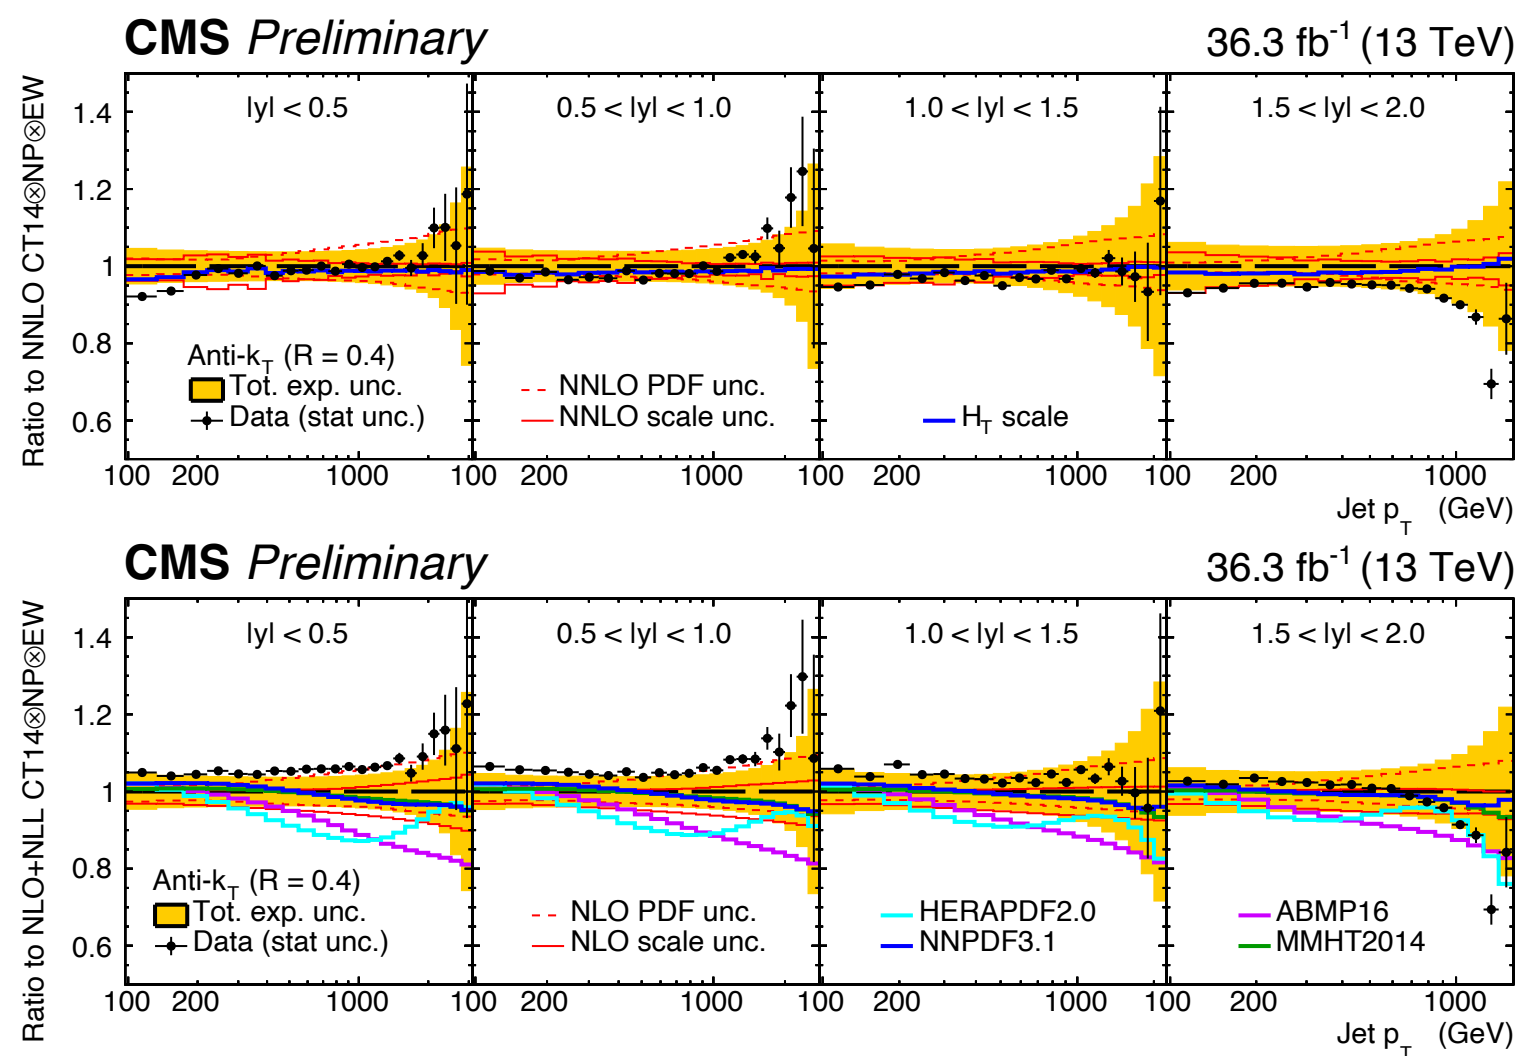 CMS Preliminary
36.3 fb⁻¹ (13 TeV)
Ratio to NNLO CT14⊗NP⊗EW
|y| < 0.5
0.5 < |y| < 1.0
1.0 < |y| < 1.5
1.5 < |y| < 2.0
1.4
1.2
1
0.8
0.6
Anti-k_T (R = 0.4)
Tot. exp. unc.
Data (stat unc.)
NNLO PDF unc.
NNLO scale unc.
H_T scale
100 200 1000 100 200 1000 100 200 1000 100 200 1000
Jet p_T (GeV)
CMS Preliminary
36.3 fb⁻¹ (13 TeV)
Ratio to NLO+NLL CT14⊗NP⊗EW
|y| < 0.5
0.5 < |y| < 1.0
1.0 < |y| < 1.5
1.5 < |y| < 2.0
1.4
1.2
1
0.8
0.6
Anti-k_T (R = 0.4)
Tot. exp. unc.
Data (stat unc.)
NLO PDF unc.
NLO scale unc.
HERAPDF2.0
NNPDF3.1
ABMP16
MMHT2014
100 200 1000 100 200 1000 100 200 1000 100 200 1000
Jet p_T (GeV)